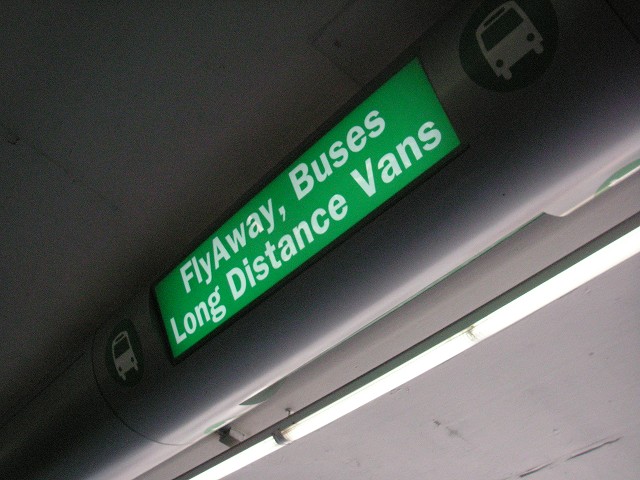 FlyAway, Buses
Long Distance Vans